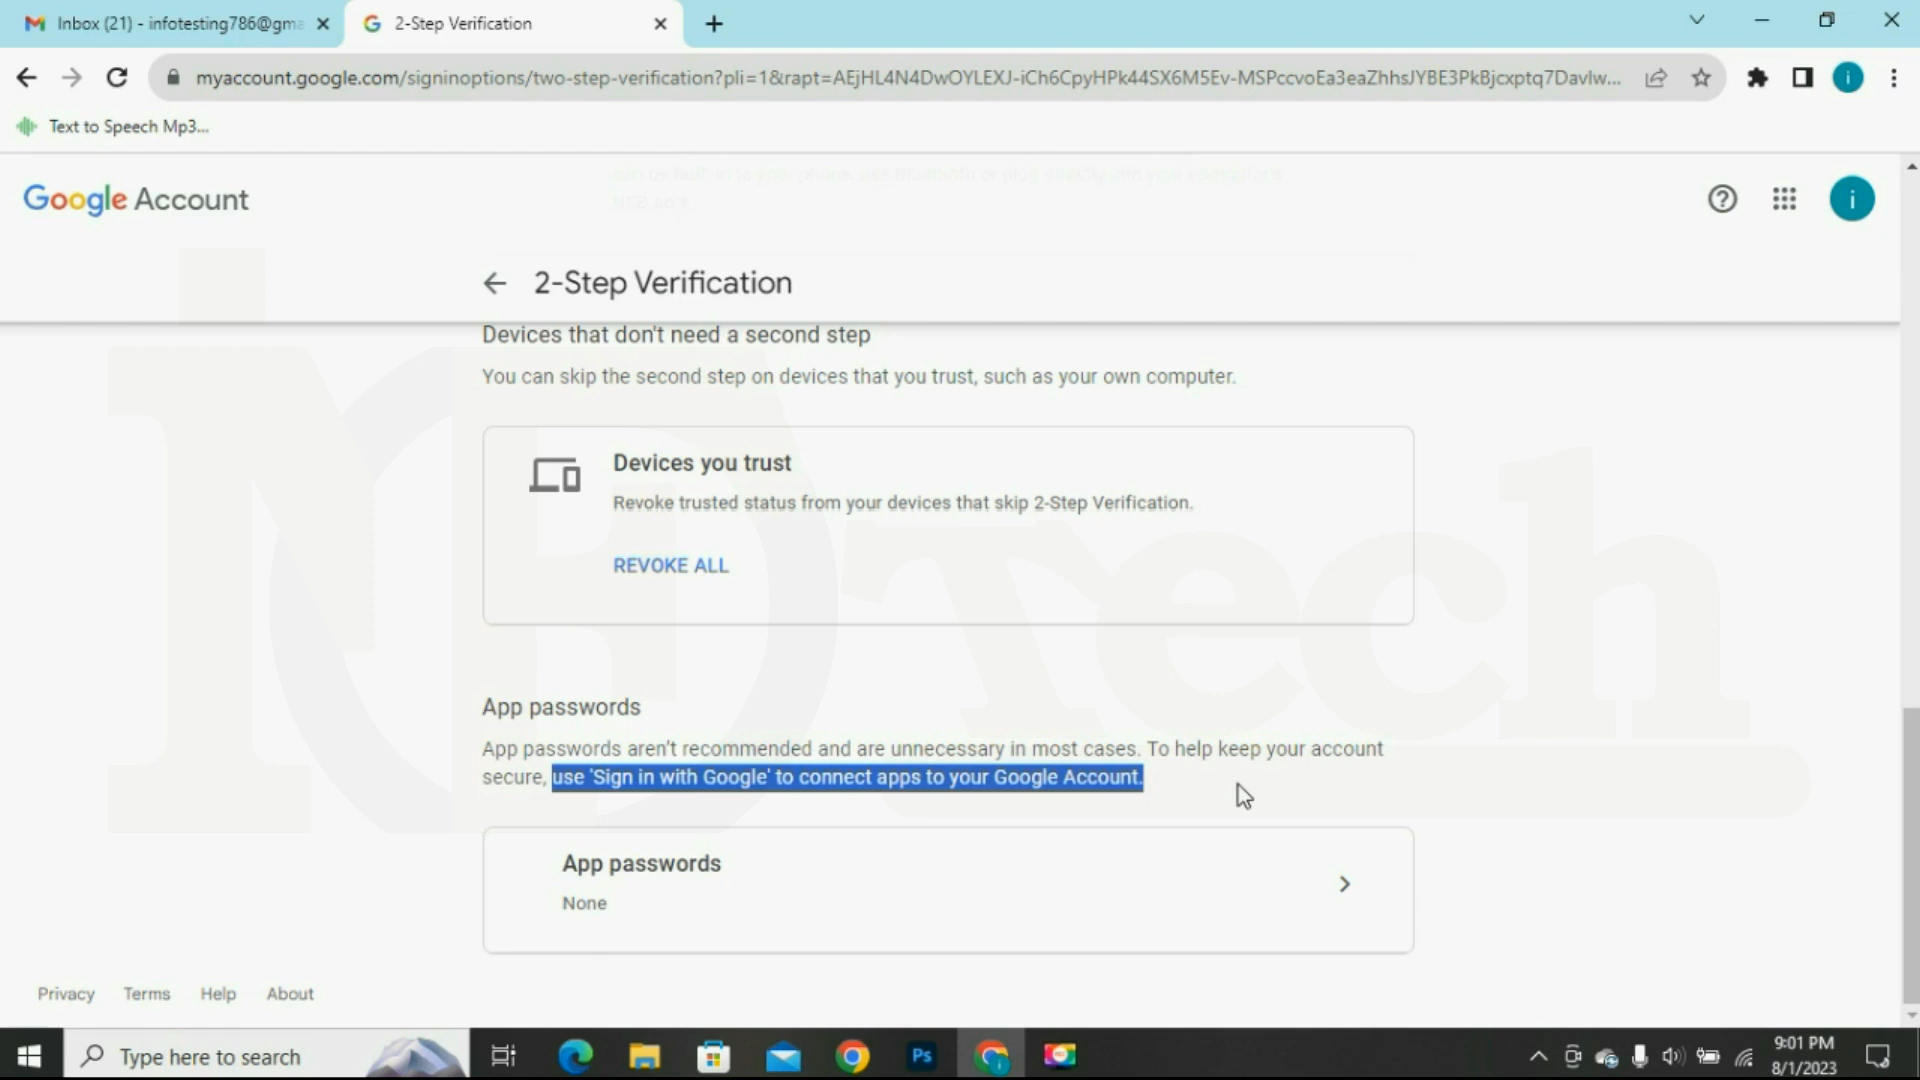 Inbox (21) - infotesting786@gma
2-Step Verification
myaccount.google.com/signinoptions/two-step-verification?pli=1&rapt=AEjHL4N4DwOYLEXJ-iCh6CpyHPk44SX6M5Ev-MSPccvoEa3eaZhhsJYBE3PkBjcxptq7Davlw...
i
Text to Speech Mp3...
Google Account
i
2-Step Verification
Devices that don't need a second step
You can skip the second step on devices that you trust, such as your own computer.
Devices you trust
Revoke trusted status from your devices that skip 2-Step Verification.
REVOKE ALL
Tech
App passwords
App passwords aren't recommended and are unnecessary in most cases. To help keep your account
secure, use 'Sign in with Google' to connect apps to your Google Account.
App passwords
None
Privacy Terms Help About
Type here to search
Ps
9:01 PM
8/1/2023